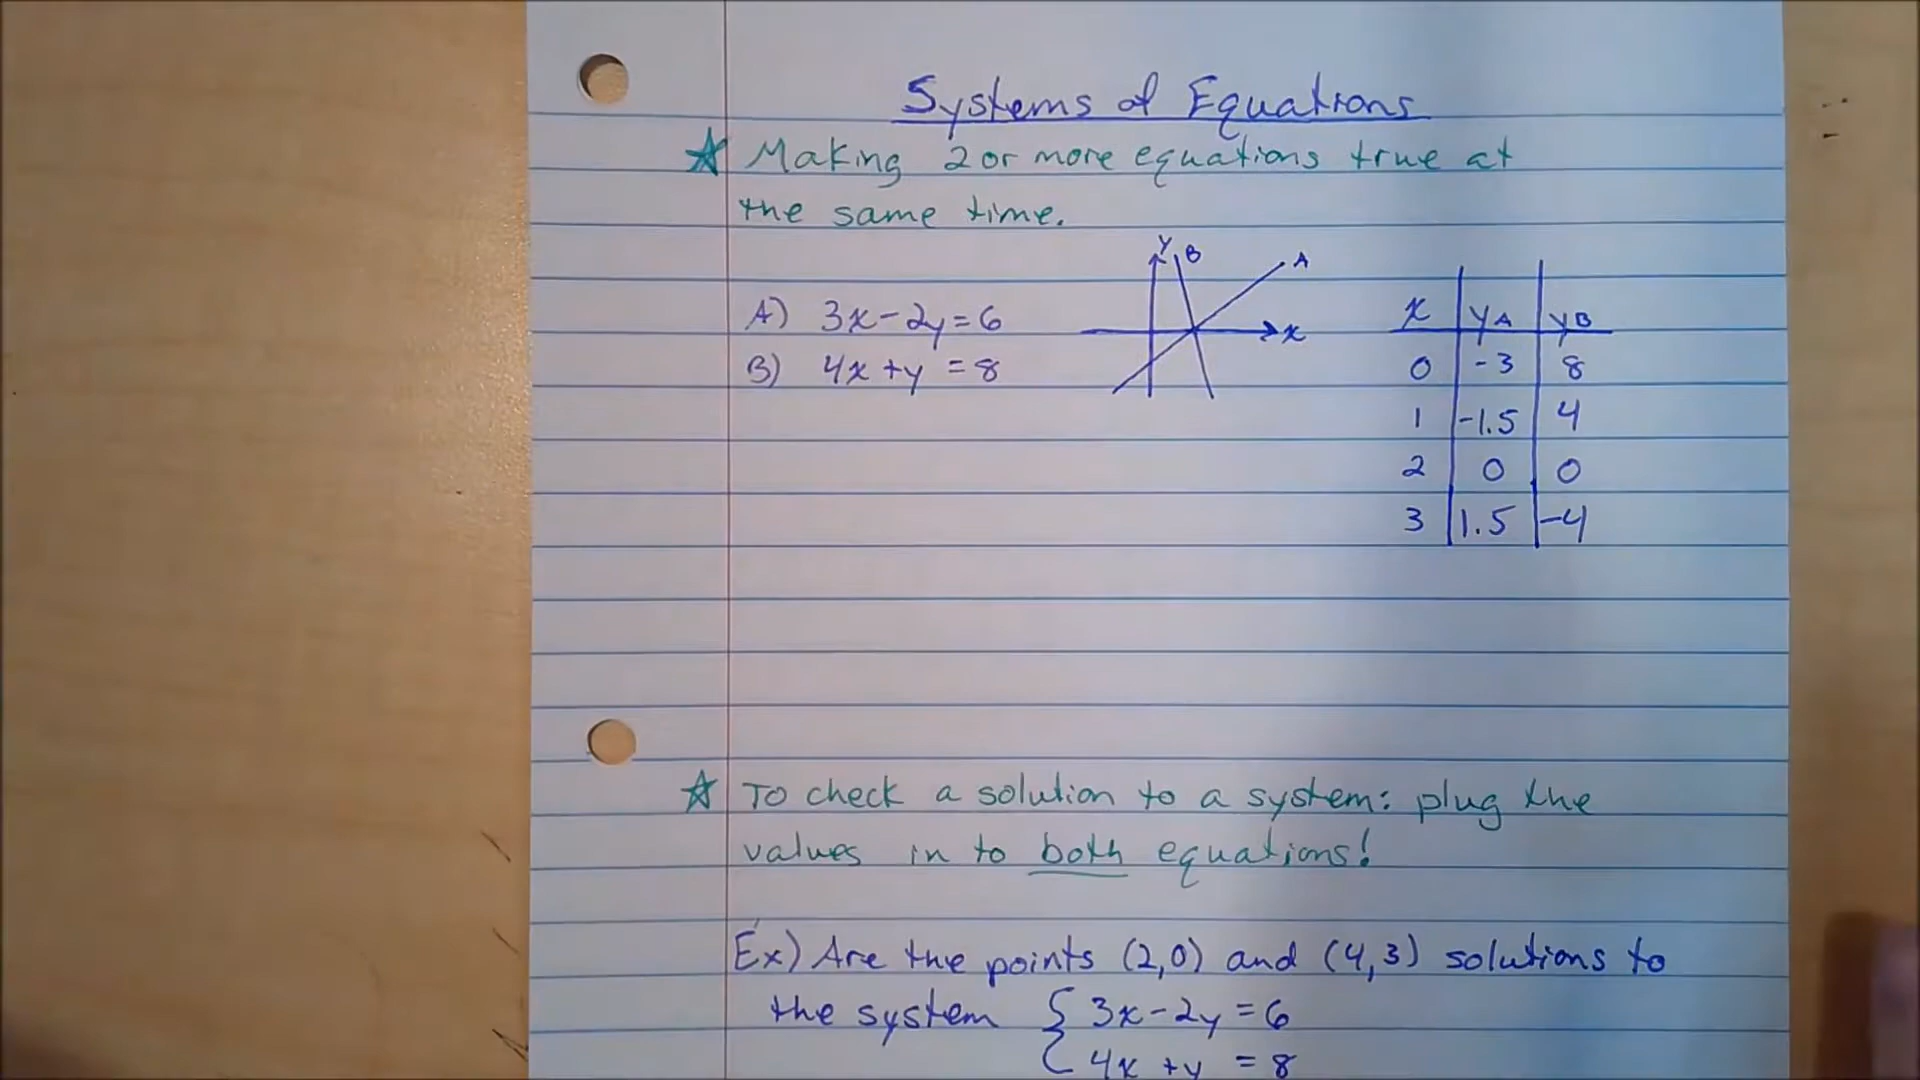 Systems of Equations
☆ Making 2 or more equations true at
the same time.
A) 3x-2y=6
B) 4x+y =8
y B A
x
x yA yB
0 -3 8
1 -1.5 4
2 0 0
3 1.5 -4
☆ To check a solution to a system: plug the
values in to both equations!
Ex) Are the points (2,0) and (4,3) solutions to
the system { 3x-2y=6
4x+y =8